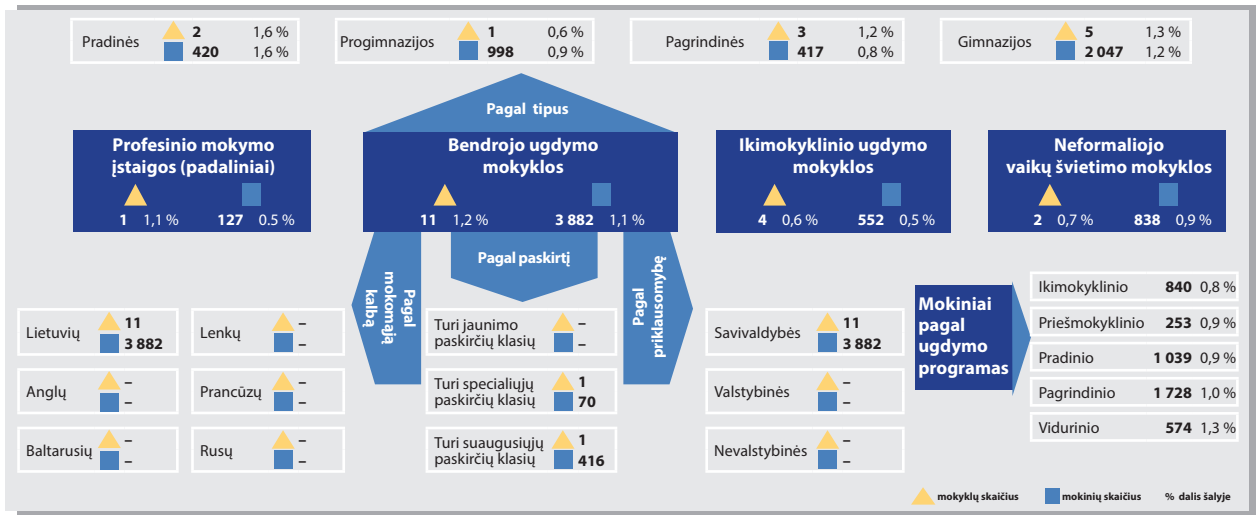 Pradinės
2 1,6 %
420 1,6 %
Progimnazijos
1 0,6 %
998 0,9 %
Pagrindinės
3 1,2 %
417 0,8 %
Gimnazijos
5 1,3 %
2 047 1,2 %
Pagal tipus
Profesinio mokymo
įstaigos (padaliniai)
1 1,1 % 127 0.5 %
Bendrojo ugdymo
mokyklos
11 1,2 % 3 882 1,1 %
Ikimokyklinio ugdymo
mokyklos
4 0,6 % 552 0,5 %
Neformaliojo
vaikų švietimo mokyklos
2 0,7 % 838 0,9 %
Pagal
mokomąją
kalbą
Pagal paskirtį
Pagal
priklausomybę
Lietuvių
11
3 882
Lenkų
–
–
Anglų
–
–
Prancūzų
–
–
Baltarusių
–
–
Rusų
–
–
Turi jaunimo
paskirčių klasių
–
–
Turi specialiųjų
paskirčių klasių
1
70
Turi suaugusiųjų
paskirčių klasių
1
416
Savivaldybės
11
3 882
Valstybinės
–
–
Nevalstybinės
–
–
Mokiniai
pagal
ugdymo
programas
Ikimokyklinio 840 0,8 %
Priešmokyklinio 253 0,9 %
Pradinio 1 039 0,9 %
Pagrindinio 1 728 1,0 %
Vidurinio 574 1,3 %
mokyklų skaičius mokinių skaičius % dalis šalyje